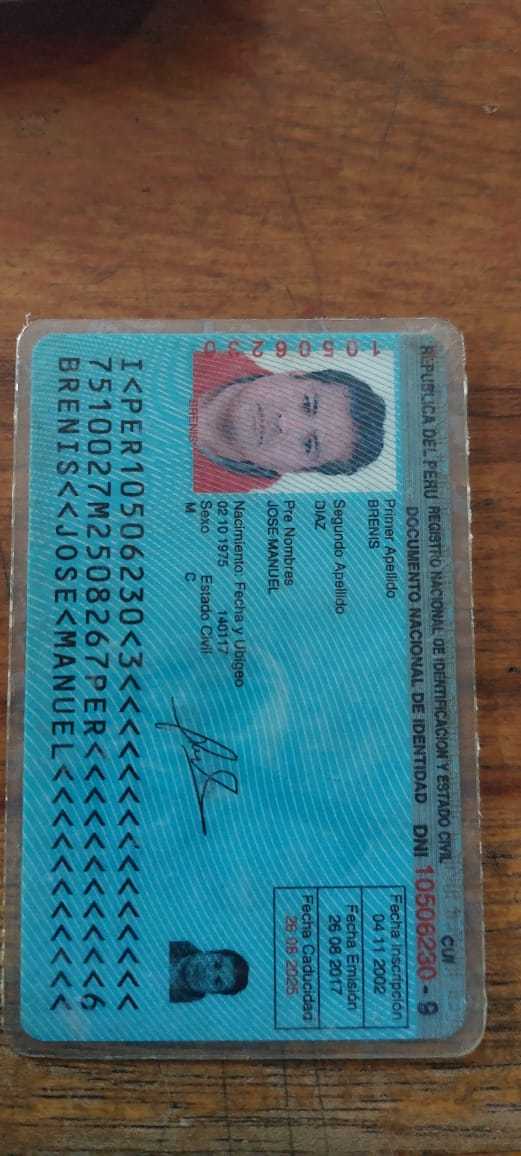 REPUBLICA DEL PERU REGISTRO NACIONAL DE IDENTIFICACION Y ESTADO CIVIL
DOCUMENTO NACIONAL DE IDENTIDAD DNI 10506230 - 9
CUI
10506230
BRENIS
Primer Apellido
BRENIS
Segundo Apellido
DIAZ
Pre Nombres
JOSE MANUEL
Nacimiento: Fecha y Ubigeo
02 10 1975 140117
Sexo Estado Civil
M C
Fecha Inscripción
04 11 2002
Fecha Emisión
26 08 2017
Fecha Caducidad
26 08 2025
I<PER10506230<3<<<<<<<<<<<<<<<
7510027M2508267PER<<<<<<<<<<<6
BRENIS<<JOSE<MANUEL<<<<<<<<<<<